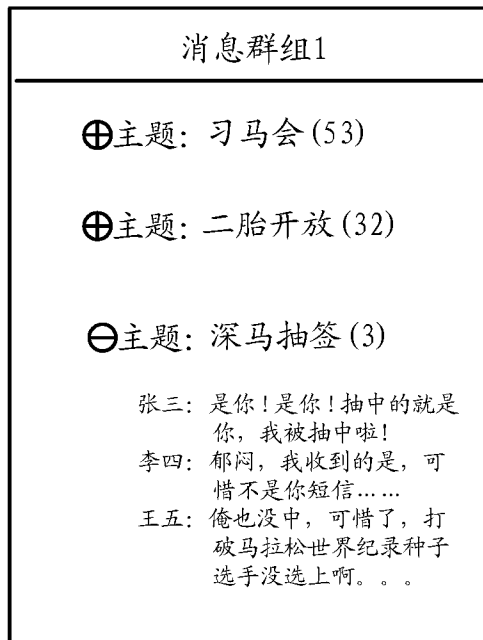 消息群组1
主题：习马会(53)
主题：二胎开放(32)
主题：深马抽签(3)
张三：是你！是你！抽中的就是
你，我被抽中啦！
李四：郁闷，我收到的是，可
惜不是你短信……
王五：俺也没中，可惜了，打
破马拉松世界纪录种子
选手没选上啊。。。